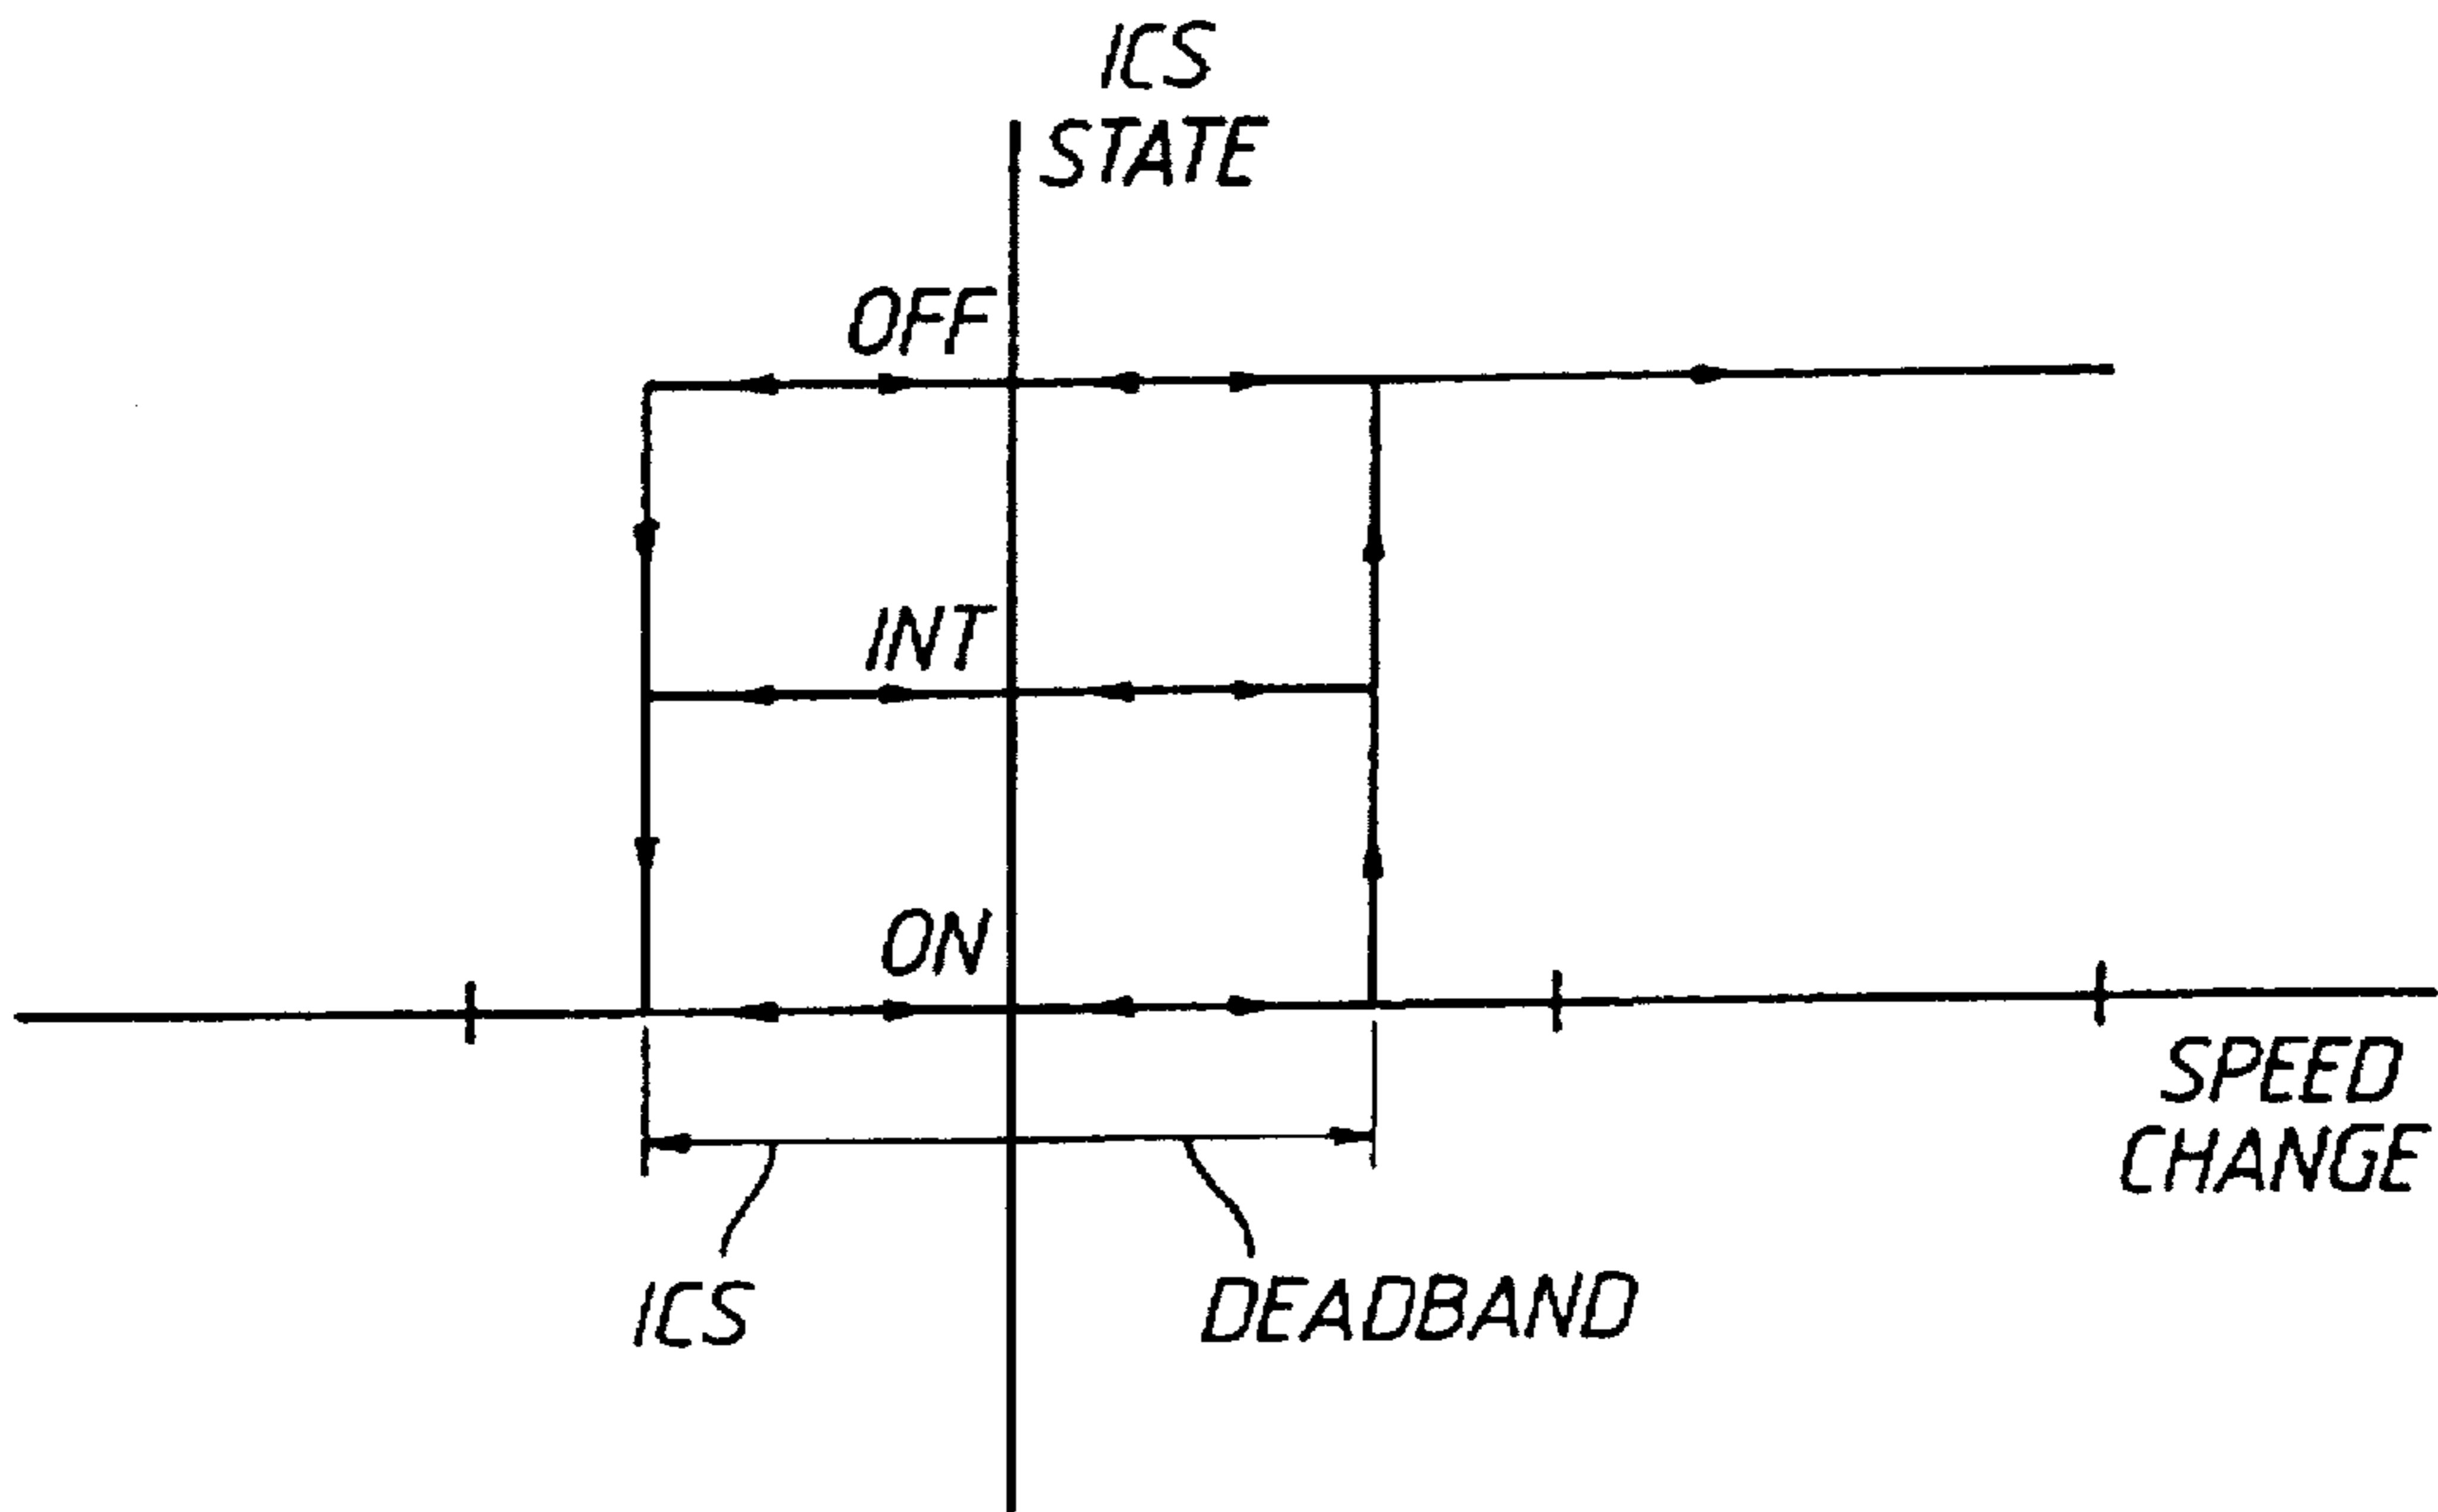 ICS
STATE
OFF
INT
ON
SPEED
CHANGE
ICS
DEADBAND